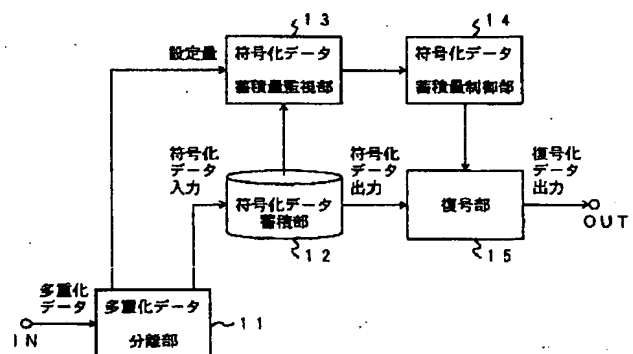 13
14
設定量
符号化データ
蓄積量監視部
符号化データ
蓄積量制御部
符号化
データ
入力
符号化
データ
出力
復号化
データ
出力
符号化データ
蓄積部
復号部
OUT
12
15
多重化
データ
多重化データ
分離部
11
IN